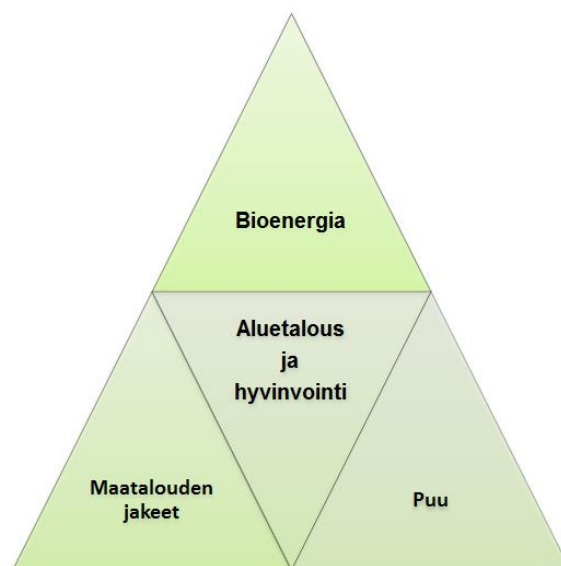 Bioenergia
Aluetalous
ja
hyvinvointi
Maatalouden
jakeet
Puu